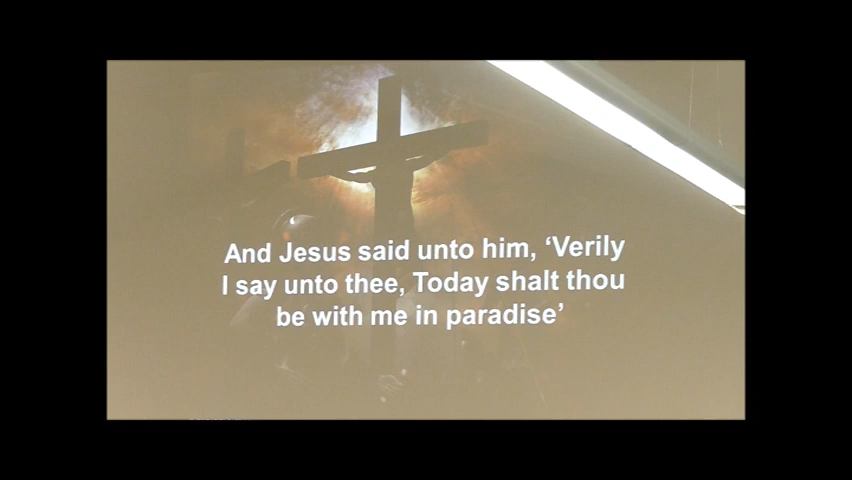 And Jesus said unto him, ‘Verily
I say unto thee, Today shalt thou
be with me in paradise’